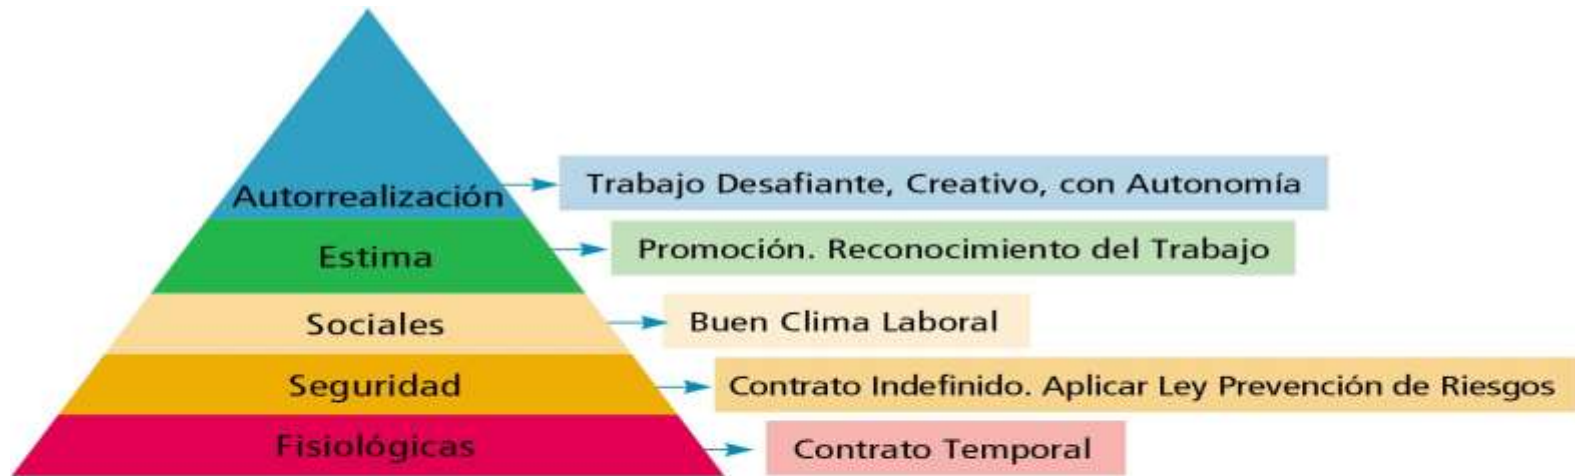 Autorrealización
Trabajo Desafiante, Creativo, con Autonomía
Estima
Promoción. Reconocimiento del Trabajo
Sociales
Buen Clima Laboral
Seguridad
Contrato Indefinido. Aplicar Ley Prevención de Riesgos
Fisiológicas
Contrato Temporal